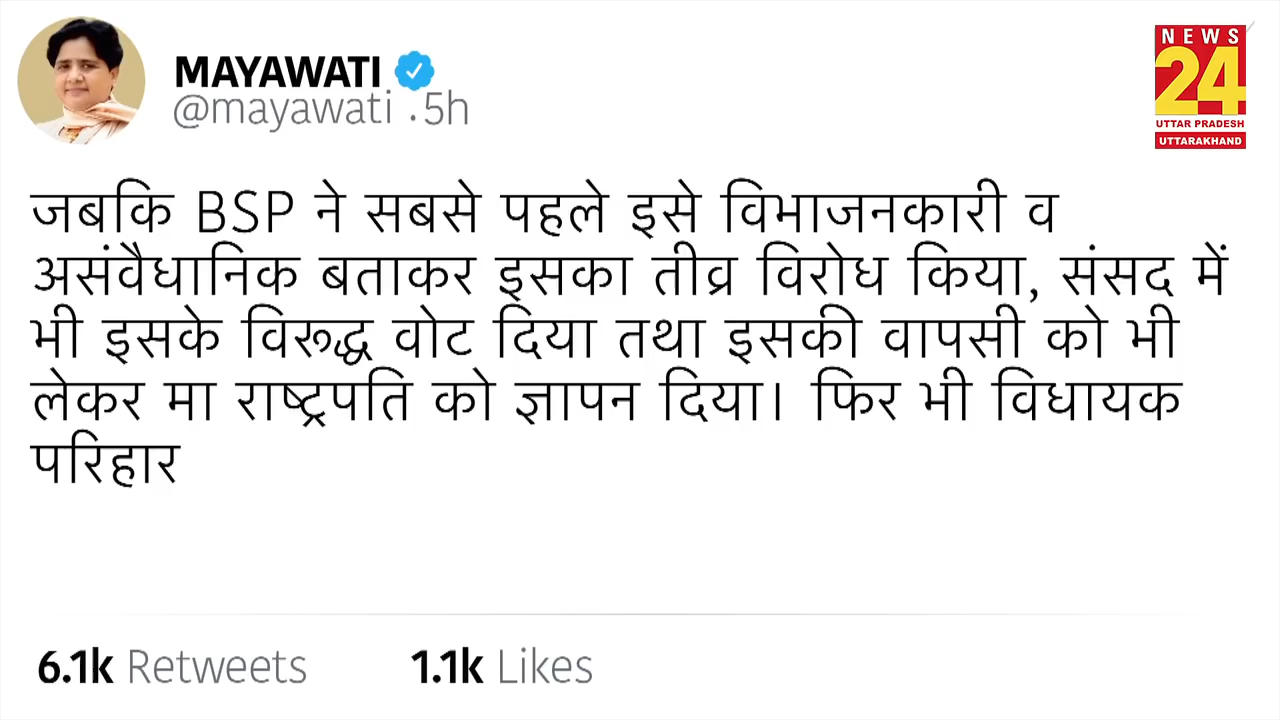 MAYAWATI
@mayawati .5h
NEWS
24
UTTAR PRADESH
UTTARAKHAND
जबकि BSP ने सबसे पहले इसे विभाजनकारी व
असंवैधानिक बताकर इसका तीव्र विरोध किया, संसद में
भी इसके विरूद्ध वोट दिया तथा इसकी वापसी को भी
लेकर मा राष्ट्रपति को ज्ञापन दिया। फिर भी विधायक
परिहार
6.1k Retweets 1.1k Likes